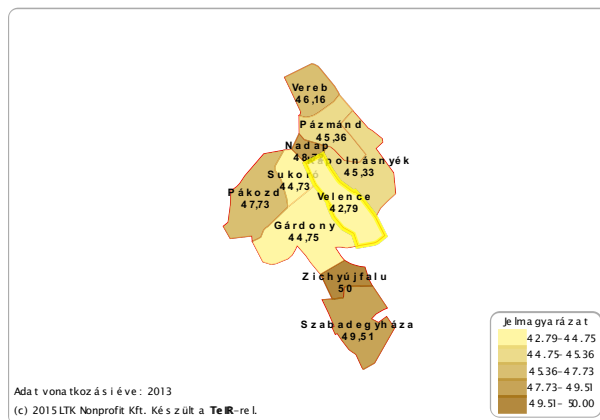 Vereb
46,16
Pázmánd
45,36
Nadap
Kápolnásnyék
45,33
Sukoró
44,73
Pákozd
47,73
Velence
42,79
Gárdony
44,75
Zichyújfalu
50
Szabadegyháza
49,51
Jelmagyarázat
42.79-44.75
44.75-45.36
45.36-47.73
47.73-49.51
49.51-50.00
Adat vonatkozási éve: 2013
(c) 2015 LTK Nonprofit Kft. Készült a TeIR-rel.